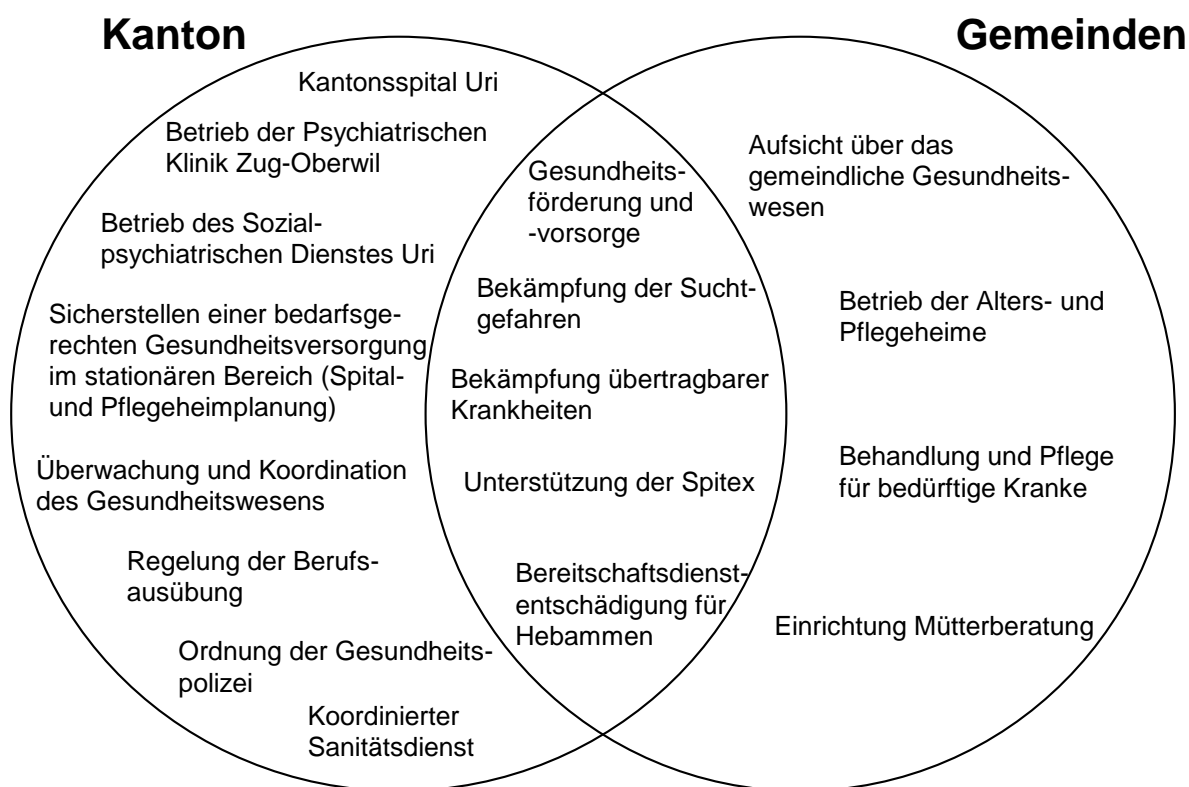 Kanton
Gemeinden
Kantonsspital Uri
Betrieb der Psychiatrischen
Klinik Zug-Oberwil
Betrieb des Sozial-
psychiatrischen Dienstes Uri
Sicherstellen einer bedarfsge-
rechten Gesundheitsversorgung
im stationären Bereich (Spital-
und Pflegeheimplanung)
Überwachung und Koordination
des Gesundheitswesens
Regelung der Berufs-
ausübung
Ordnung der Gesundheits-
polizei
Koordinierter
Sanitätsdienst
Gesundheits-
förderung und
-vorsorge
Bekämpfung der Sucht-
gefahren
Bekämpfung übertragbarer
Krankheiten
Unterstützung der Spitex
Bereitschaftsdienst-
entschädigung für
Hebammen
Aufsicht über das
gemeindliche Gesundheits-
wesen
Betrieb der Alters- und
Pflegeheime
Behandlung und Pflege
für bedürftige Kranke
Einrichtung Mütterberatung